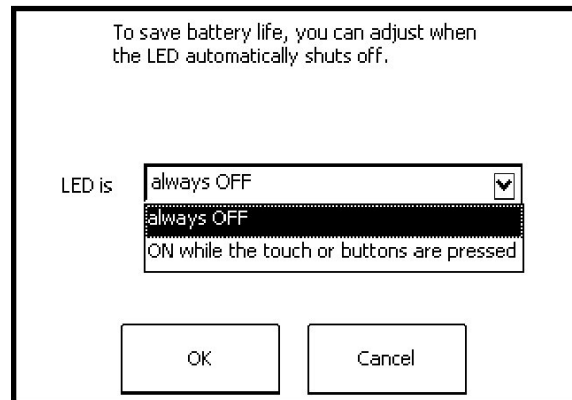 To save battery life, you can adjust when
the LED automatically shuts off.
LED is always OFF
always OFF
ON while the touch or buttons are pressed
OK Cancel